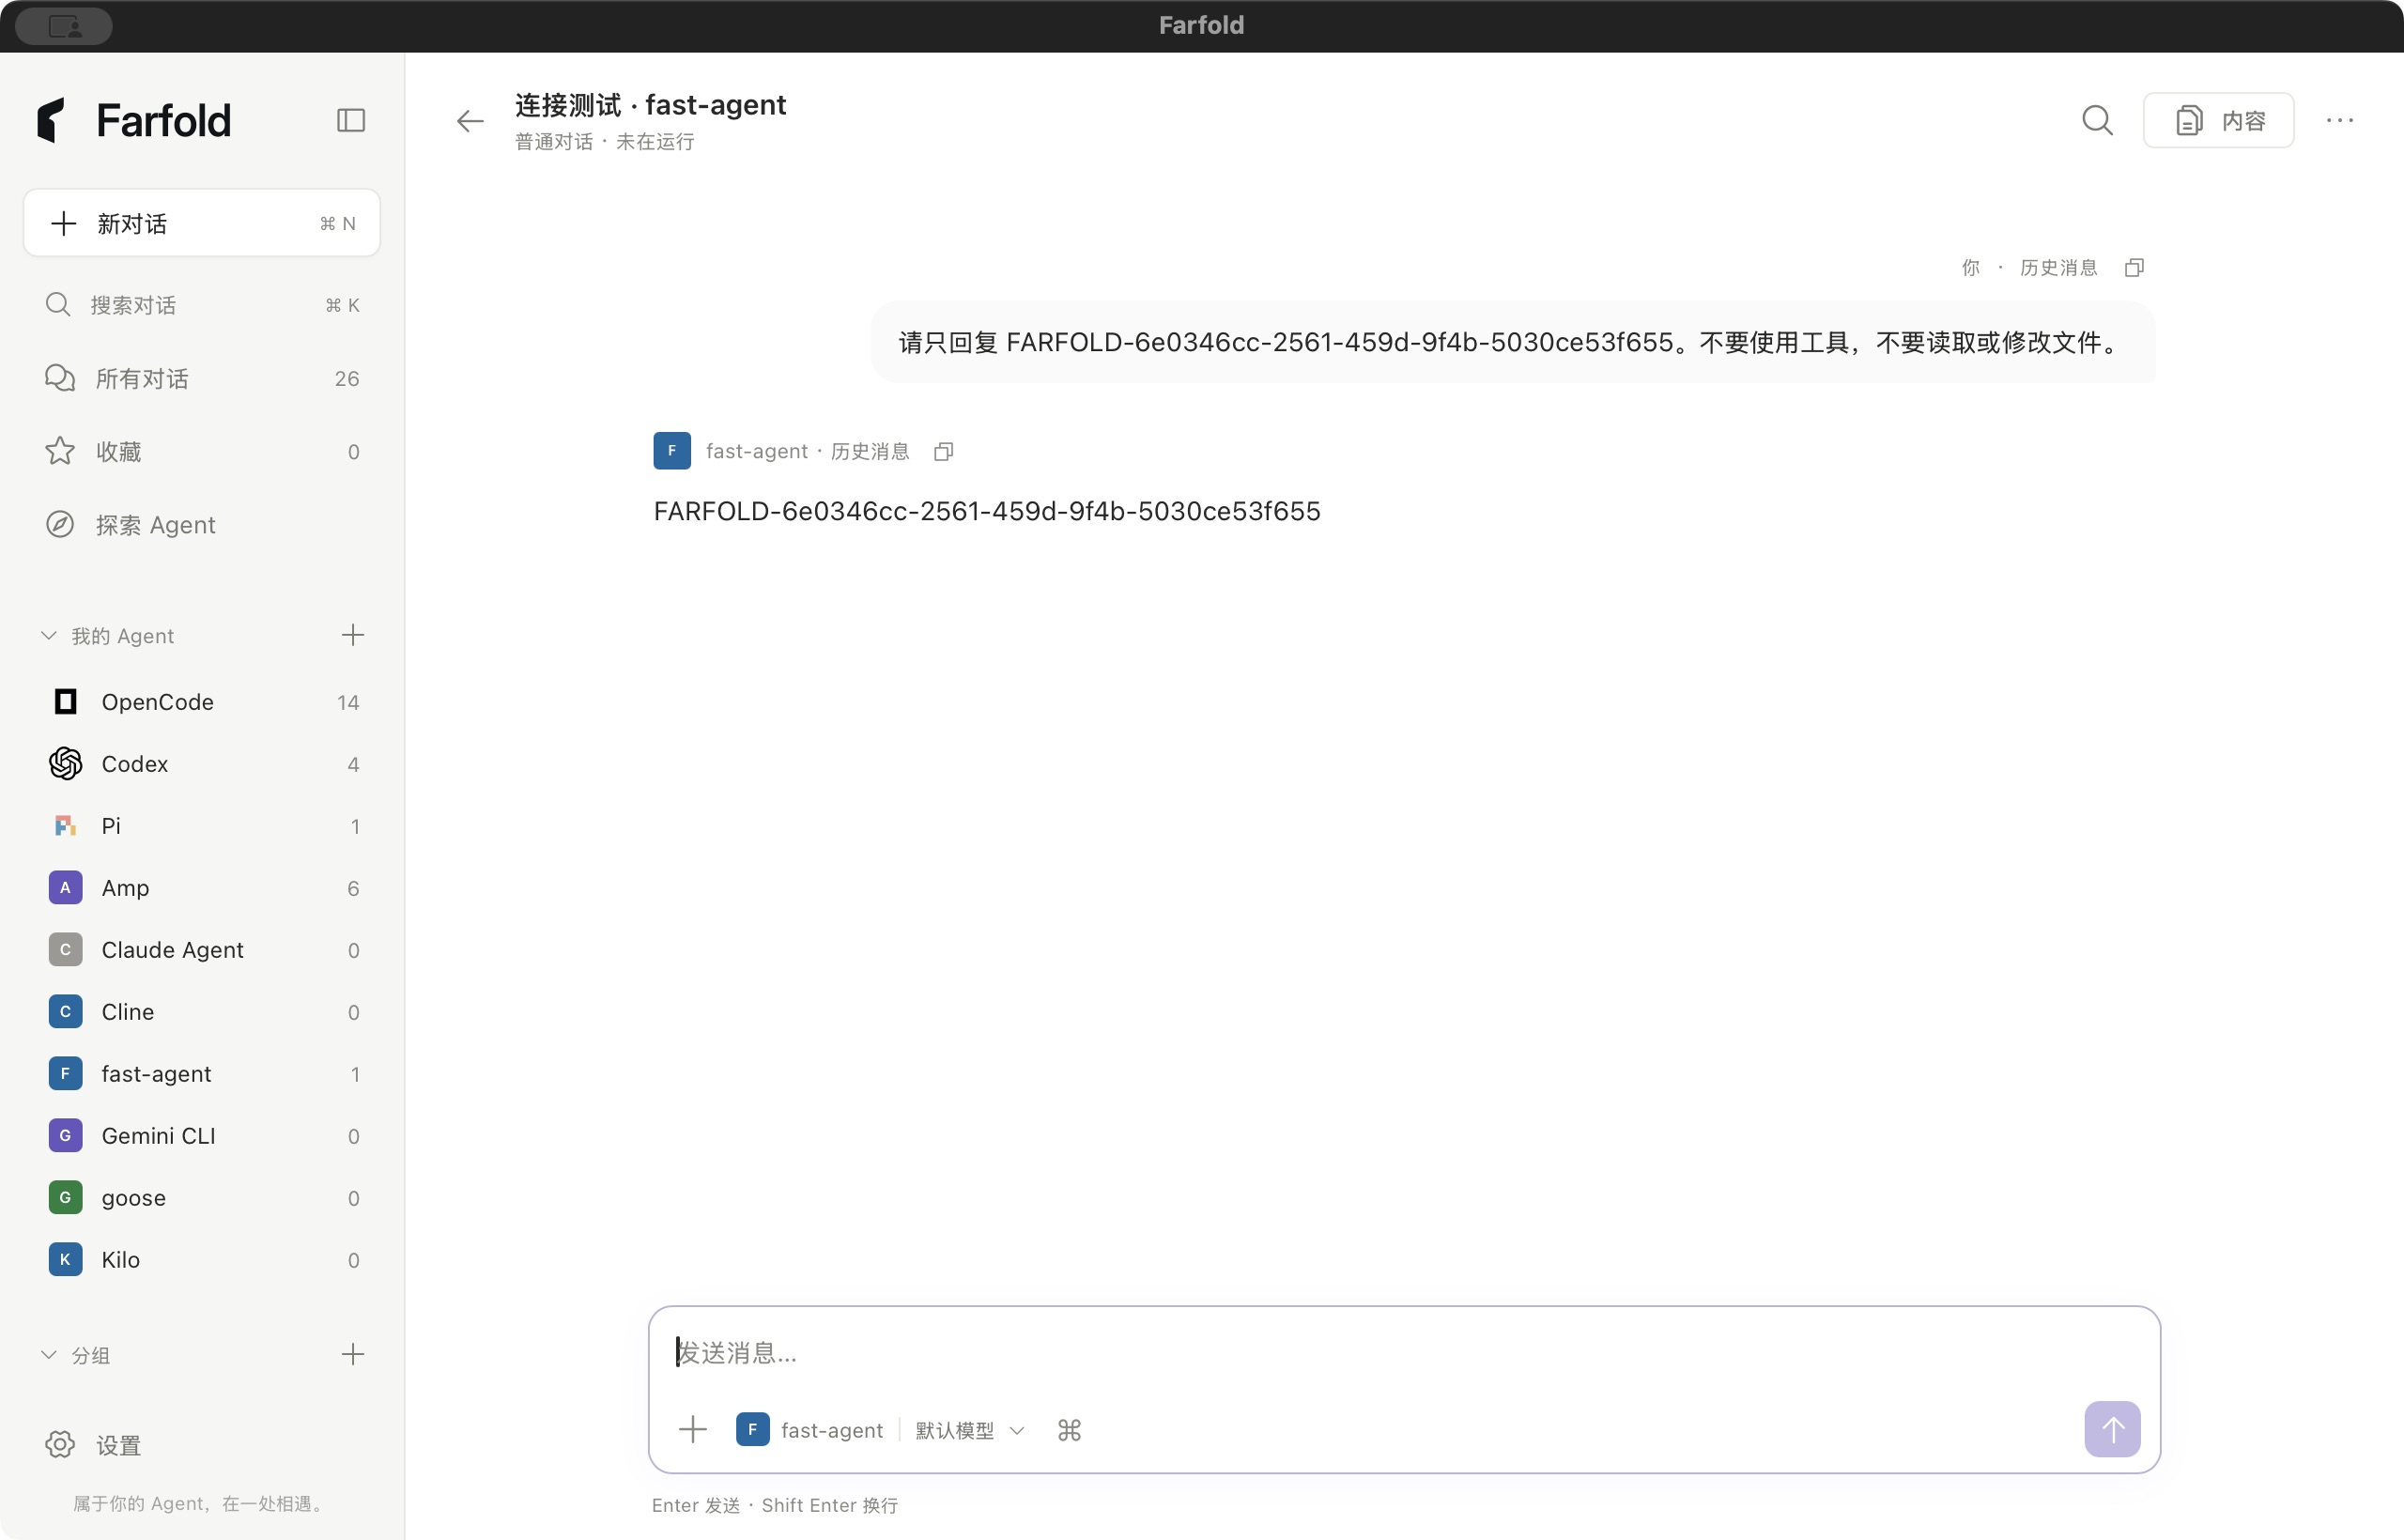 Farfold
Farfold
新对话 ⌘ N
搜索对话 ⌘ K
所有对话 26
收藏 0
探索 Agent
我的 Agent
OpenCode 14
Codex 4
Pi 1
A Amp 6
C Claude Agent 0
C Cline 0
F fast-agent 1
G Gemini CLI 0
G goose 0
K Kilo 0
分组
设置
属于你的 Agent，在一处相遇。
连接测试 · fast-agent
普通对话 · 未在运行
内容
你 · 历史消息
请只回复 FARFOLD-6e0346cc-2561-459d-9f4b-5030ce53f655。不要使用工具，不要读取或修改文件。
F fast-agent · 历史消息
FARFOLD-6e0346cc-2561-459d-9f4b-5030ce53f655
发送消息...
F fast-agent 默认模型 ⌘
Enter 发送 · Shift Enter 换行